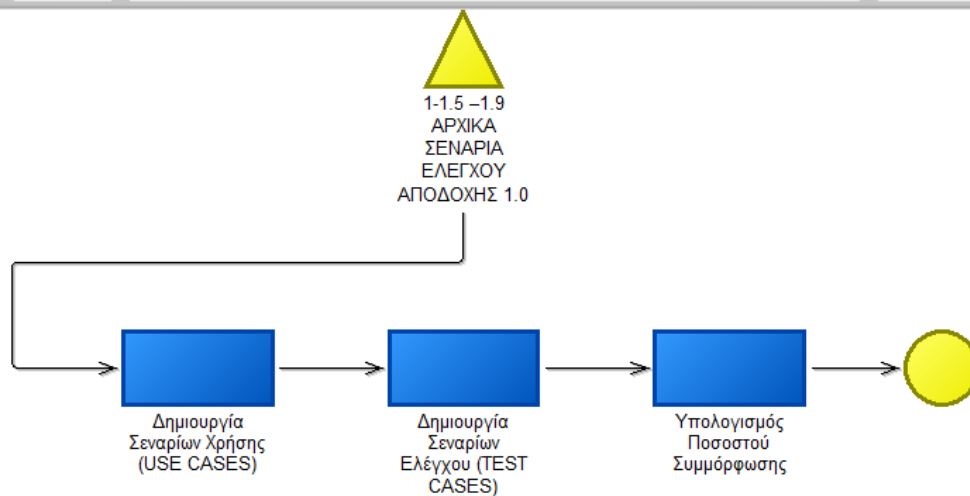 1-1.5 –1.9
ΑΡΧΙΚΑ
ΣΕΝΑΡΙΑ
ΕΛΕΓΧΟΥ
ΑΠΟΔΟΧΗΣ 1.0
Δημιουργία
Σεναρίων Χρήσης
(USE CASES)
Δημιουργία
Σεναρίων
Ελέγχου (TEST
CASES)
Υπολογισμός
Ποσοστού
Συμμόρφωσης